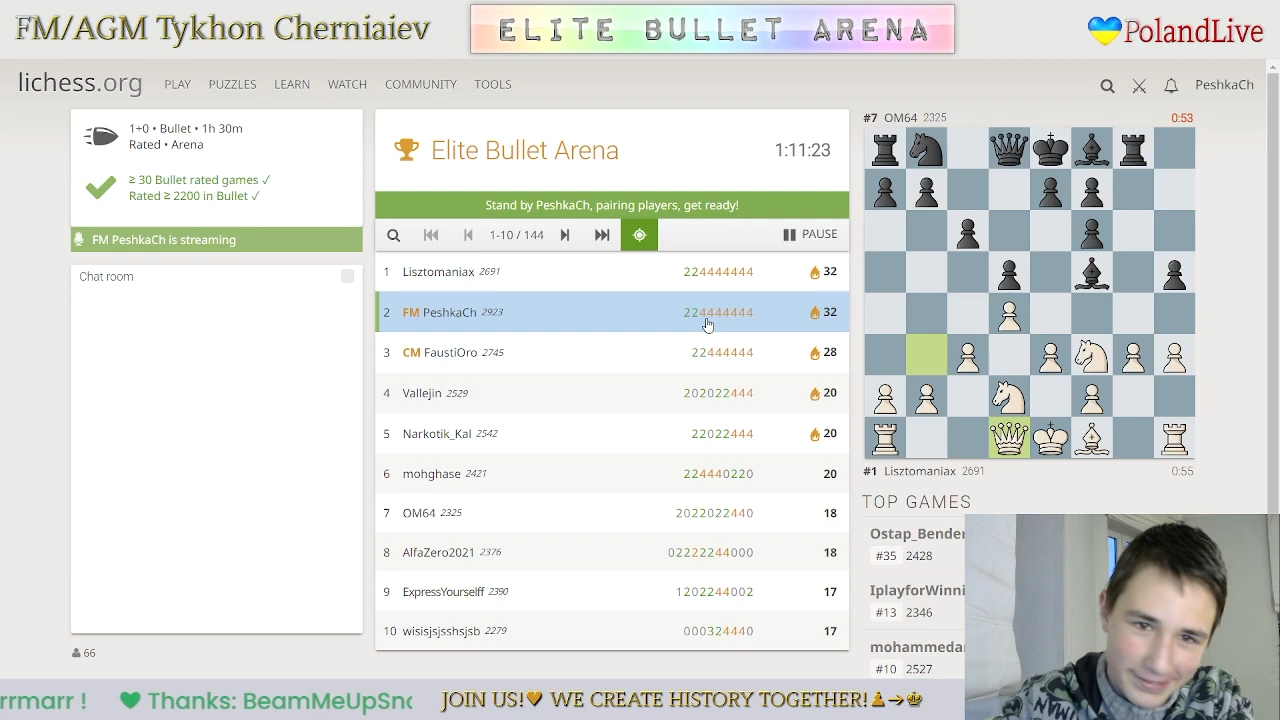 FM/AGM Tykhon Cherniaiev
ELITE BULLET ARENA
PolandLive
lichess.org
PLAY PUZZLES LEARN WATCH COMMUNITY TOOLS
PeshkaCh
1+0 • Bullet • 1h 30m
Rated • Arena
≥ 30 Bullet rated games ✓
Rated ≥ 2200 in Bullet ✓
FM PeshkaCh is streaming
Chat room
66
Elite Bullet Arena 1:11:23
Stand by PeshkaCh, pairing players, get ready!
1-10 / 144 PAUSE
1 Lisztomaniax 2691 224444444 32
2 FM PeshkaCh 2923 224444444 32
3 CM FaustiOro 2745 22444444 28
4 Vallejin 2529 202022444 20
5 Narkotik_Kal 2542 22022444 20
6 mohghase 2421 224440220 20
7 OM64 2325 2022022440 18
8 AlfaZero2021 2376 02222244000 18
9 ExpressYourselff 2390 1202244002 17
10 wisisjsjsshsjsb 2279 000324440 17
#7 OM64 2325 0:53
#1 Lisztomaniax 2691 0:55
TOP GAMES
Ostap_Bender
#35 2428
IplayforWinni
#13 2346
mohammedar
#10 2527
rrmarr ! Thanks: BeamMeUpSno
JOIN US!♥ WE CREATE HISTORY TOGETHER!♟→♚